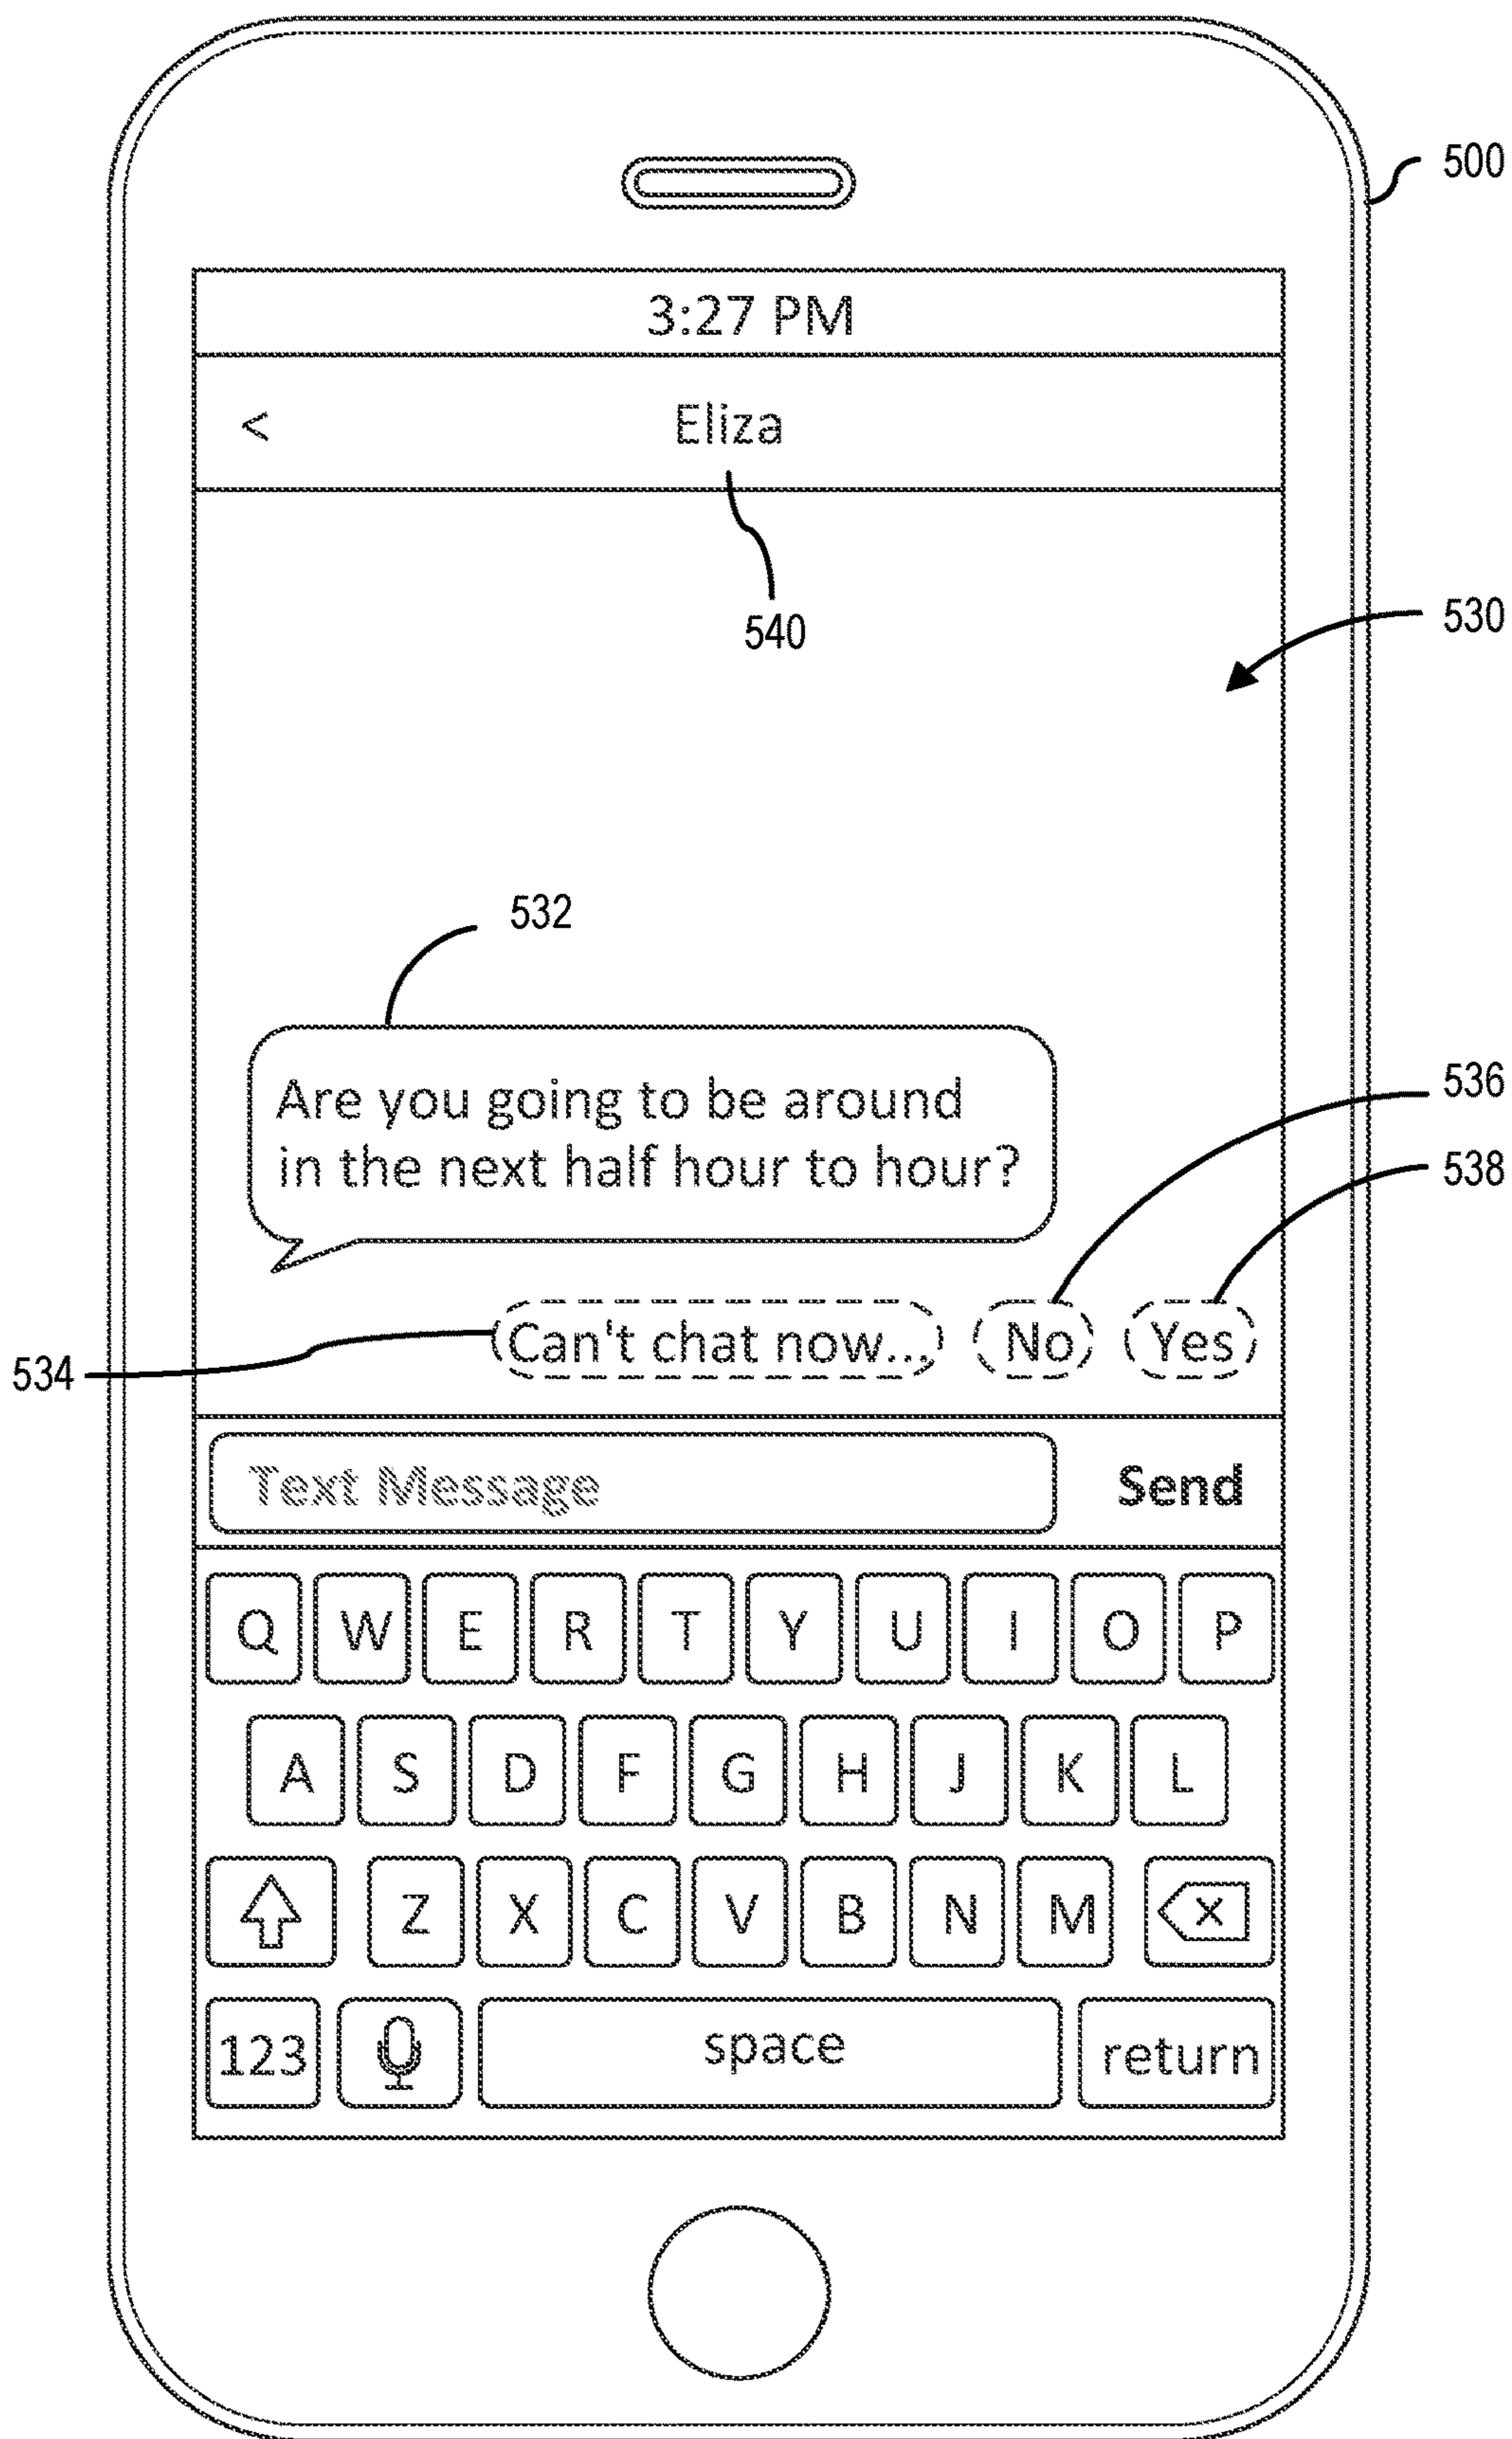 500
3:27 PM
< Eliza
540
530
532
Are you going to be around
in the next half hour to hour?
536
538
534
Can't chat now... No Yes
Text Message Send
Q W E R T Y U I O P
A S D F G H J K L
Z X C V B N M
123 space return